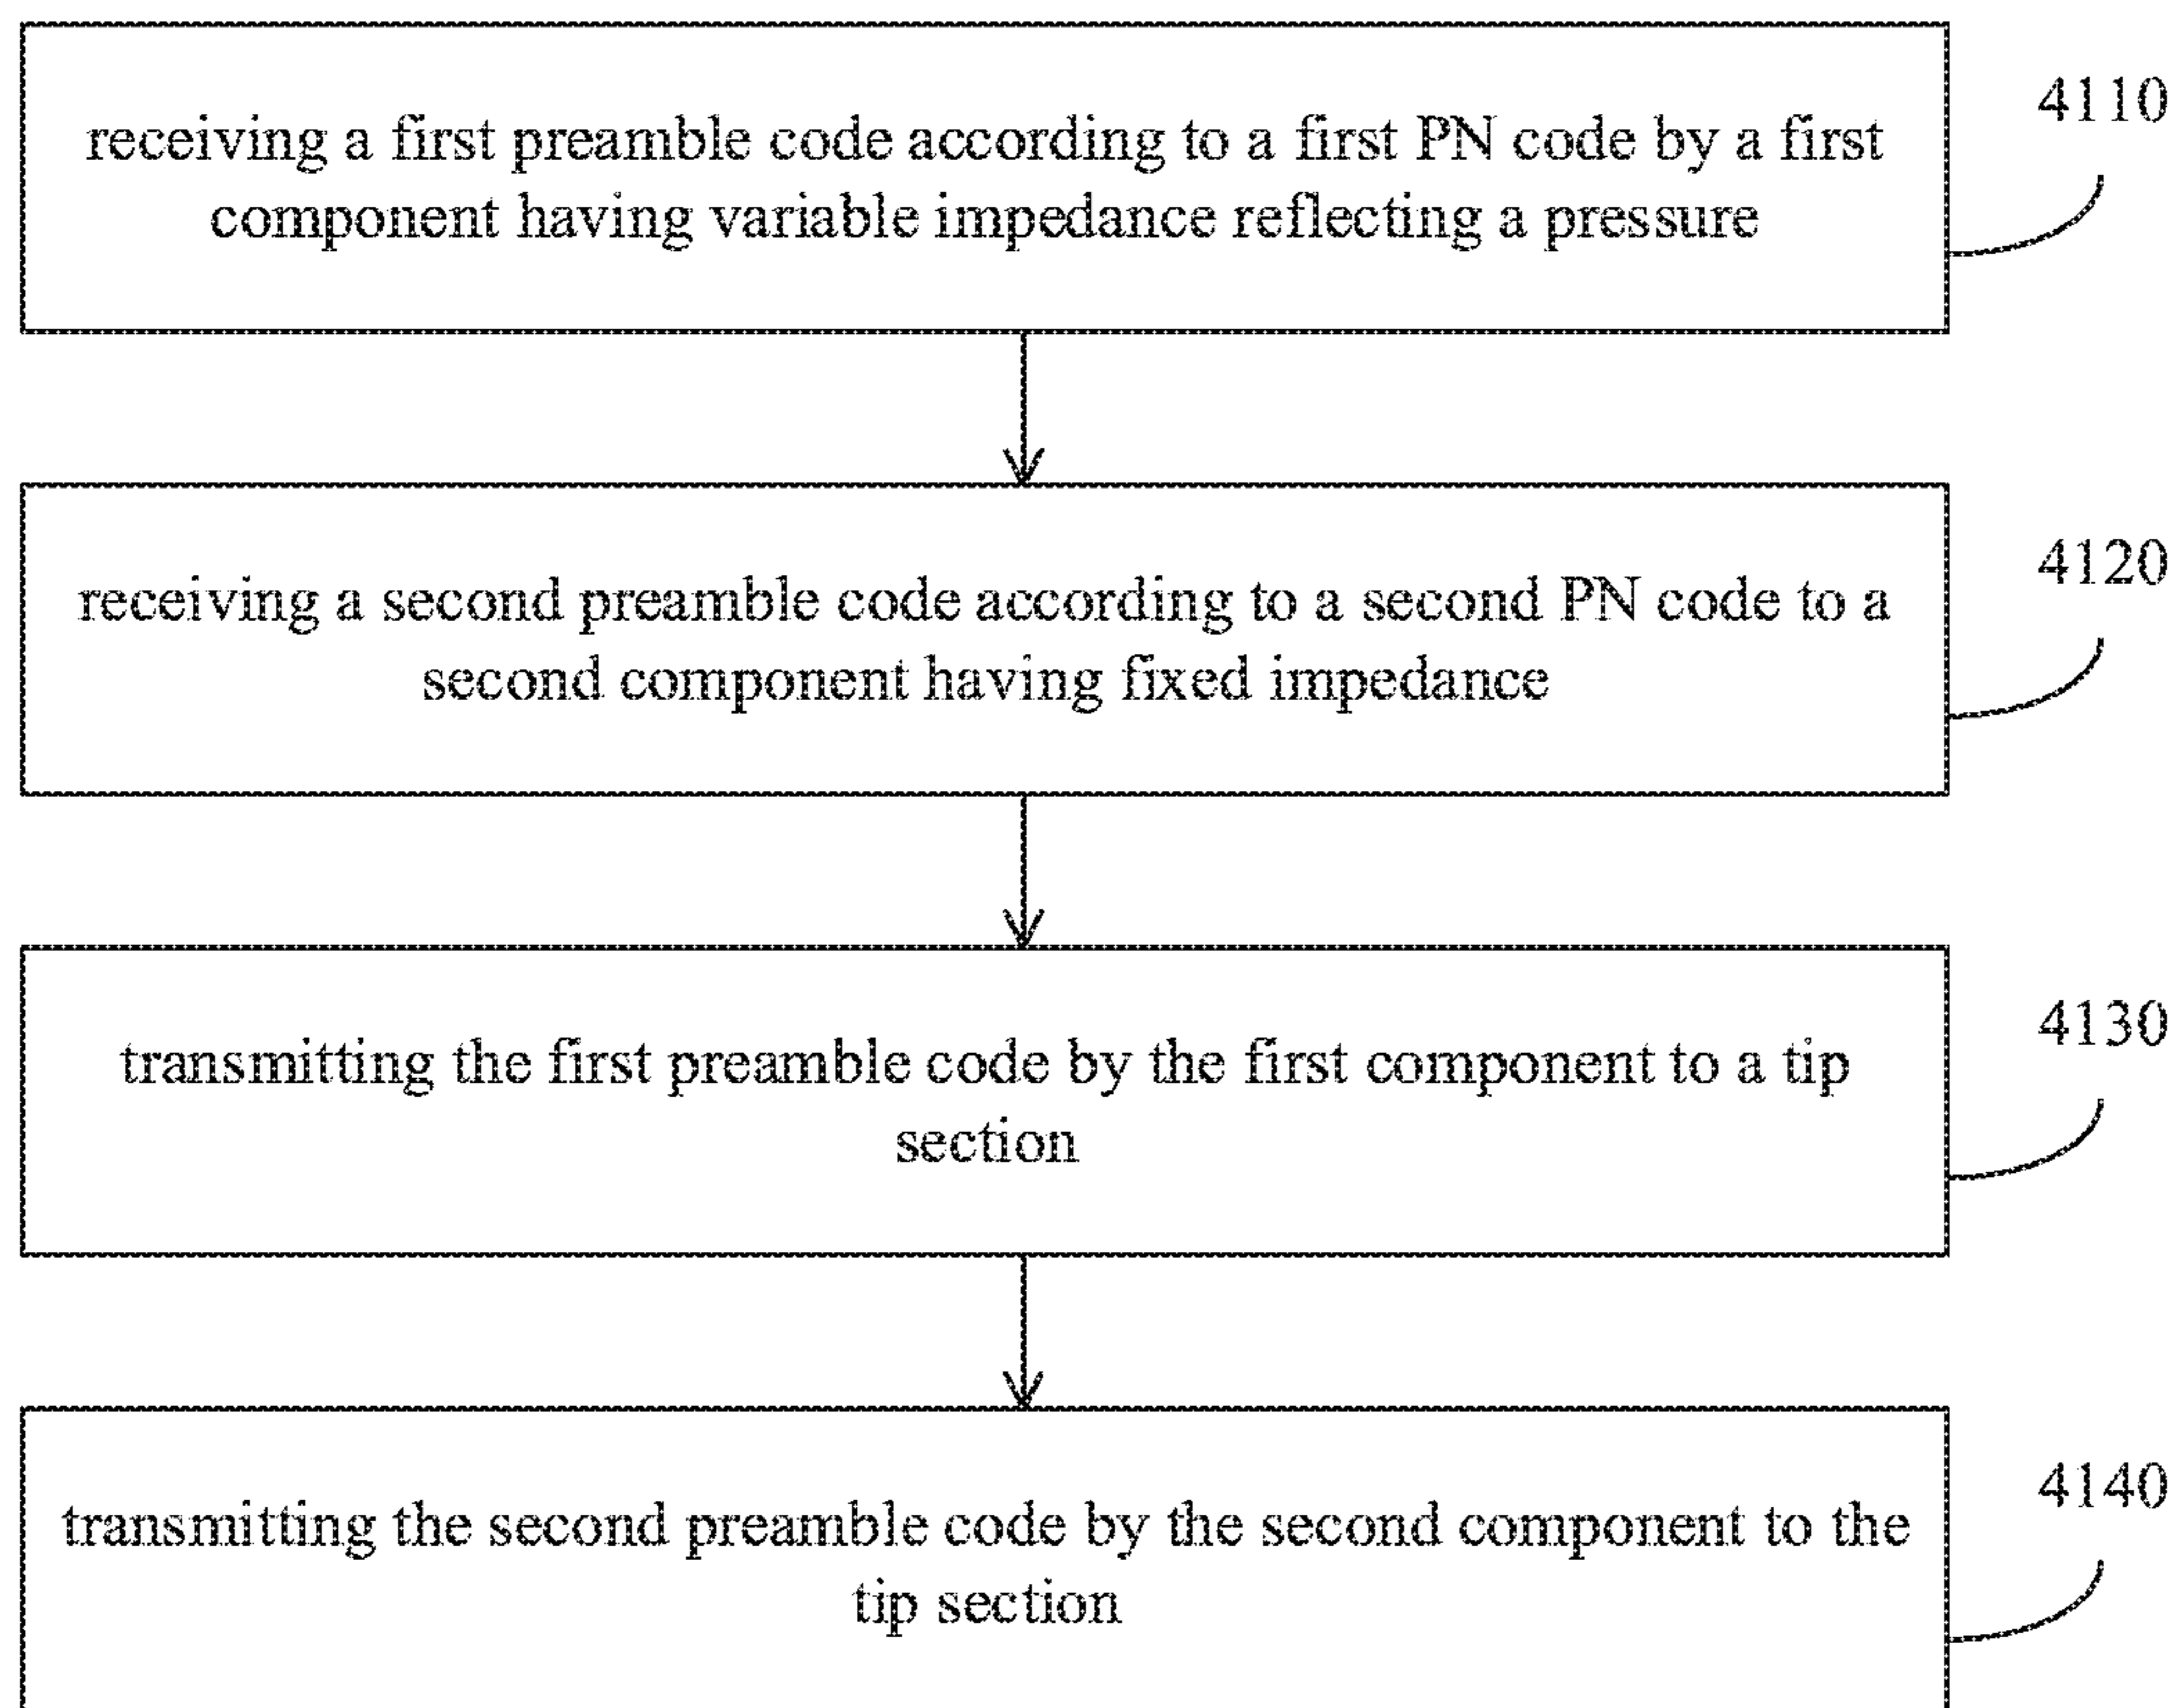 receiving a first preamble code according to a first PN code by a first
component having variable impedance reflecting a pressure
4110
receiving a second preamble code according to a second PN code to a
second component having fixed impedance
4120
transmitting the first preamble code by the first component to a tip
section
4130
transmitting the second preamble code by the second component to the
tip section
4140